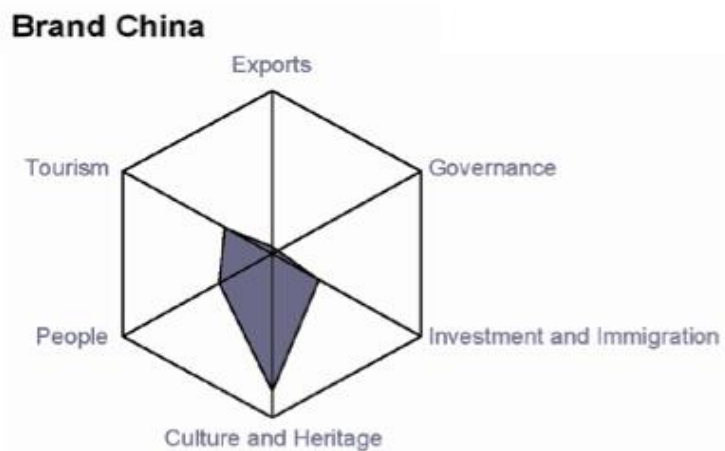 Brand China
Exports
Tourism
Governance
People
Investment and Immigration
Culture and Heritage